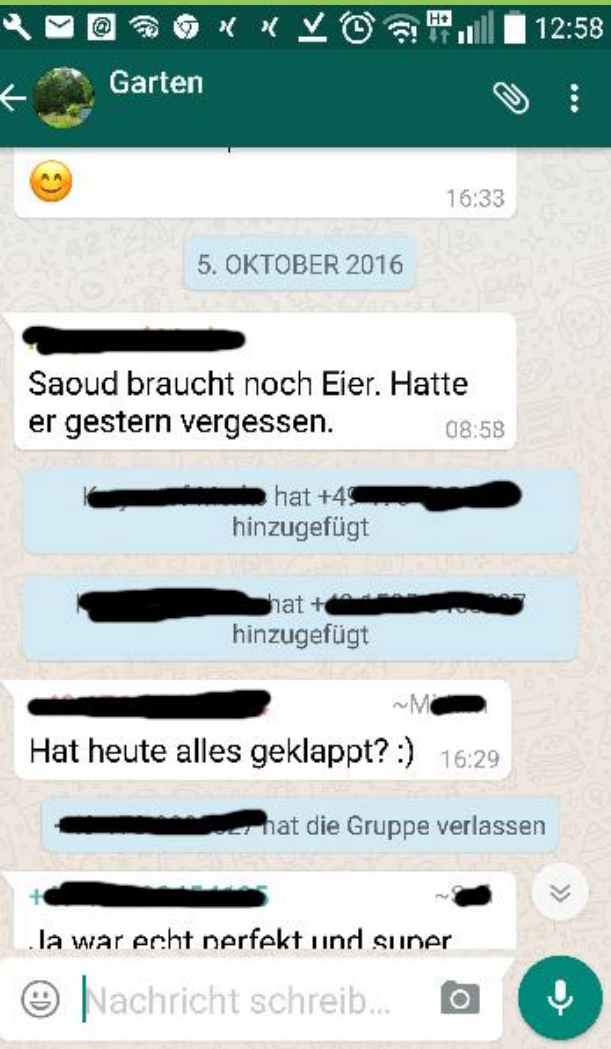 12:58
Garten
16:33
5. OKTOBER 2016
Saoud braucht noch Eier. Hatte
er gestern vergessen.
08:58
hat +49
hinzugefügt
hat +
hinzugefügt
Hat heute alles geklappt? :)
16:29
hat die Gruppe verlassen
Ja war echt perfekt und super
Nachricht schreib...